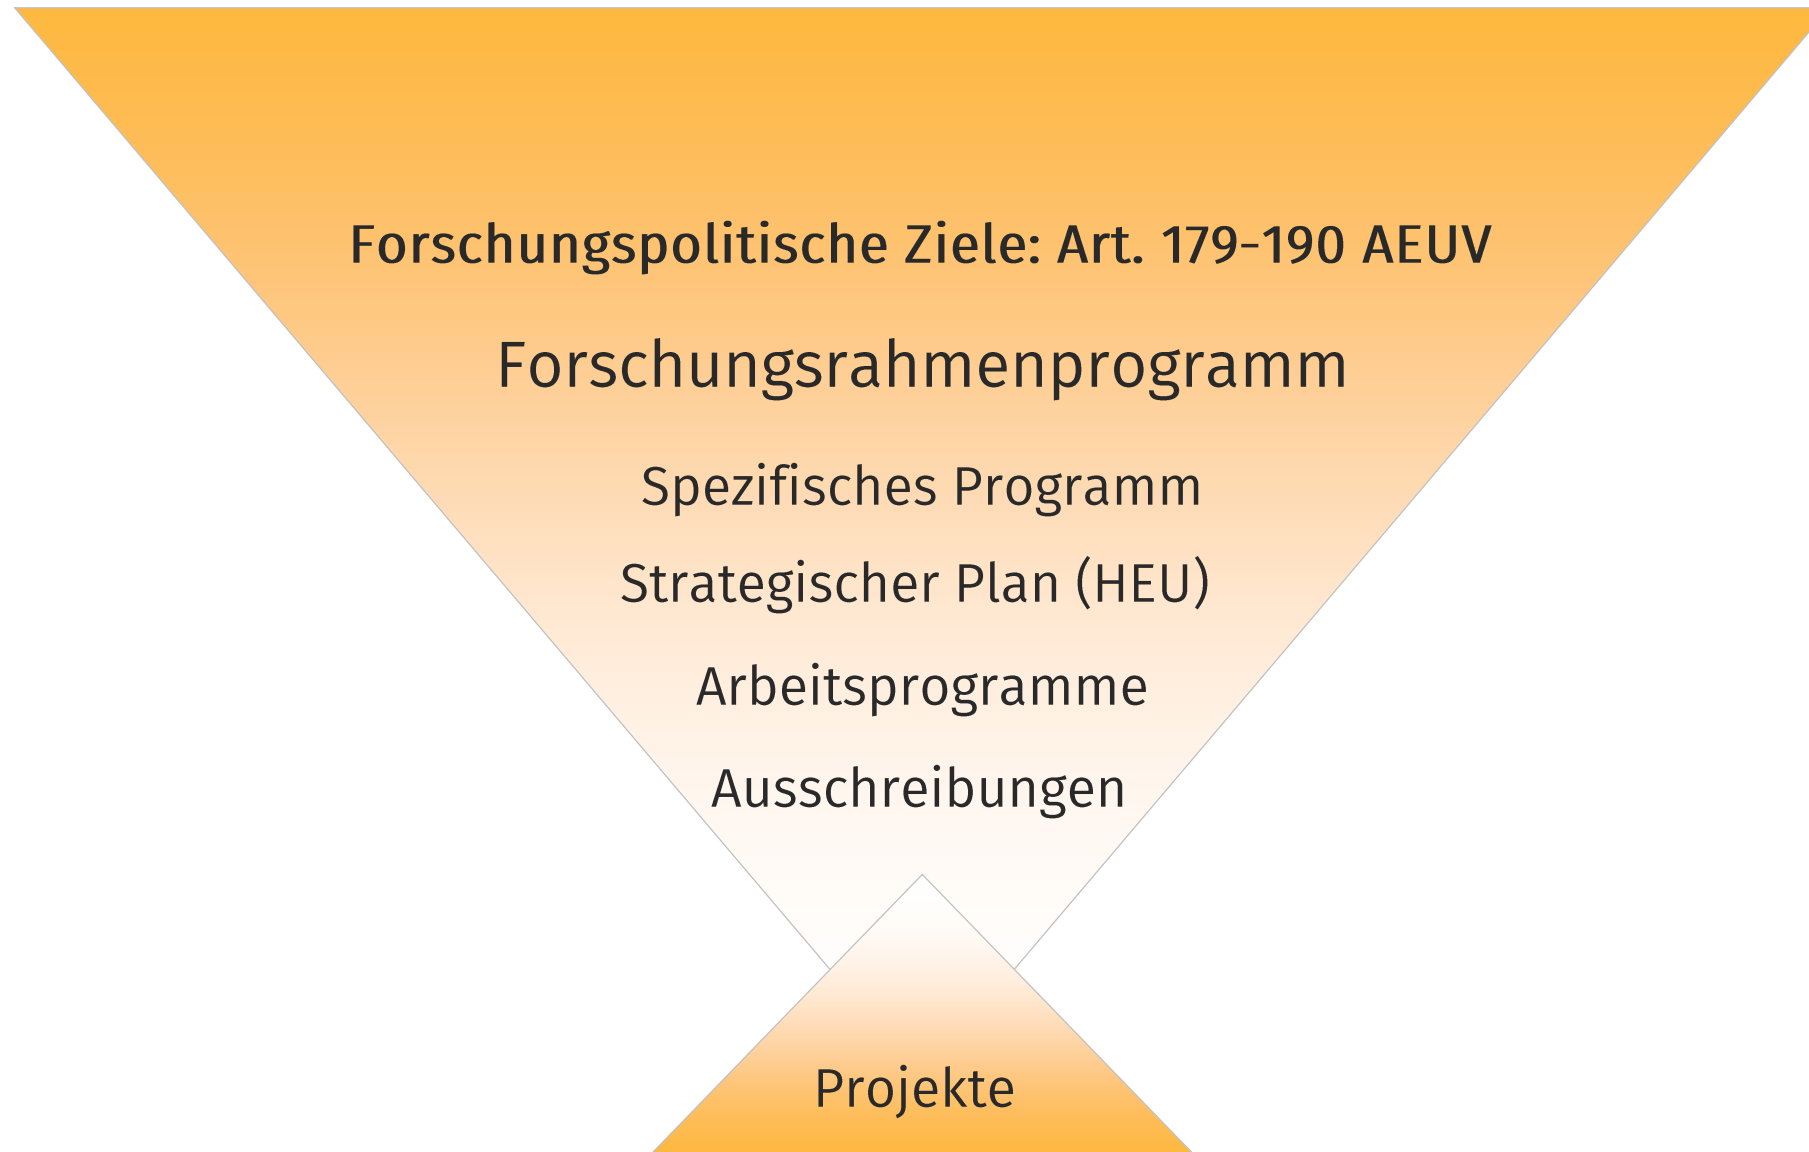 Forschungspolitische Ziele: Art. 179-190 AEUV
Forschungsrahmenprogramm
Spezifisches Programm
Strategischer Plan (HEU)
Arbeitsprogramme
Ausschreibungen
Projekte